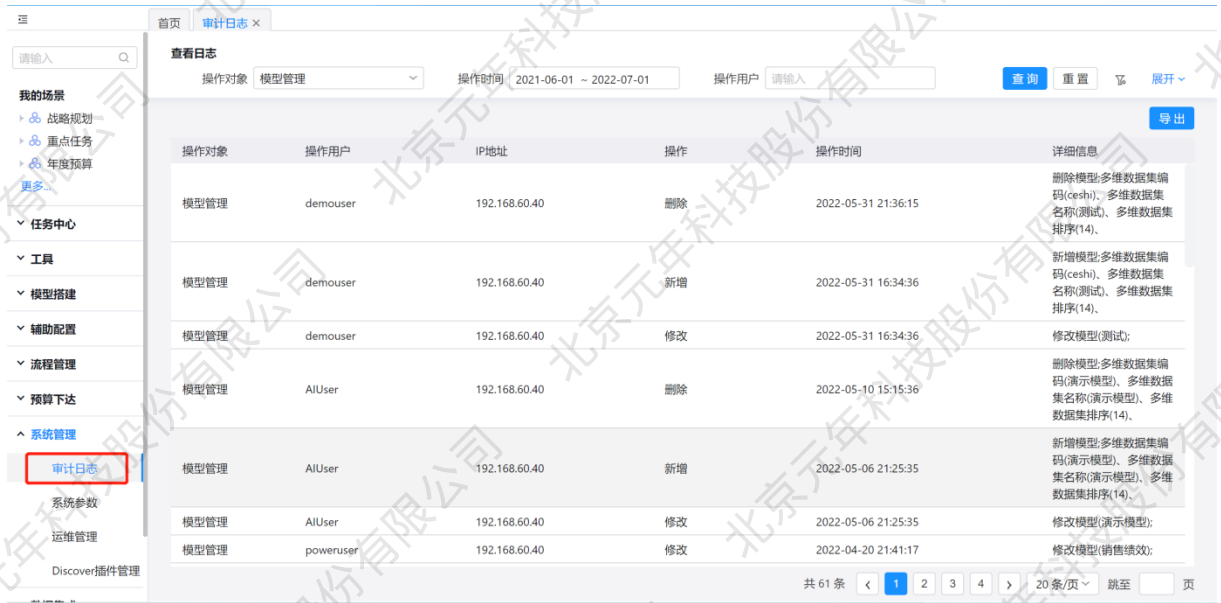 首页
审计日志 ×
请输入
我的场景
战略规划
重点任务
年度预算
更多...
任务中心
工具
模型搭建
辅助配置
流程管理
预算下达
系统管理
审计日志
系统参数
运维管理
Discover插件管理
查看日志
操作对象 模型管理 操作时间 2021-06-01 ~ 2022-07-01 操作用户 请输入 查询 重置 展开
导出
操作对象 操作用户 IP地址 操作 操作时间 详细信息
模型管理 demouser 192.168.60.40 删除 2022-05-31 21:36:15 删除模型;多维数据集编
码(ceshi)、多维数据集
名称(测试)、多维数据集
排序(14)、
模型管理 demouser 192.168.60.40 新增 2022-05-31 16:34:36 新增模型;多维数据集编
码(ceshi)、多维数据集
名称(测试)、多维数据集
排序(14)、
模型管理 demouser 192.168.60.40 修改 2022-05-31 16:34:36 修改模型(测试);
模型管理 AIUser 192.168.60.40 删除 2022-05-10 15:15:36 删除模型;多维数据集编
码(演示模型)、多维数据
集名称(演示模型)、多维
数据集排序(14)、
模型管理 AIUser 192.168.60.40 新增 2022-05-06 21:25:35 新增模型;多维数据集编
码(演示模型)、多维数据
集名称(演示模型)、多维
数据集排序(14)、
模型管理 AIUser 192.168.60.40 修改 2022-05-06 21:25:35 修改模型(演示模型);
模型管理 poweruser 192.168.60.40 修改 2022-04-20 21:41:17 修改模型(销售绩效);
共 61 条 < 1 2 3 4 > 20 条/页 跳至 页
北京元年科技股份有限公司